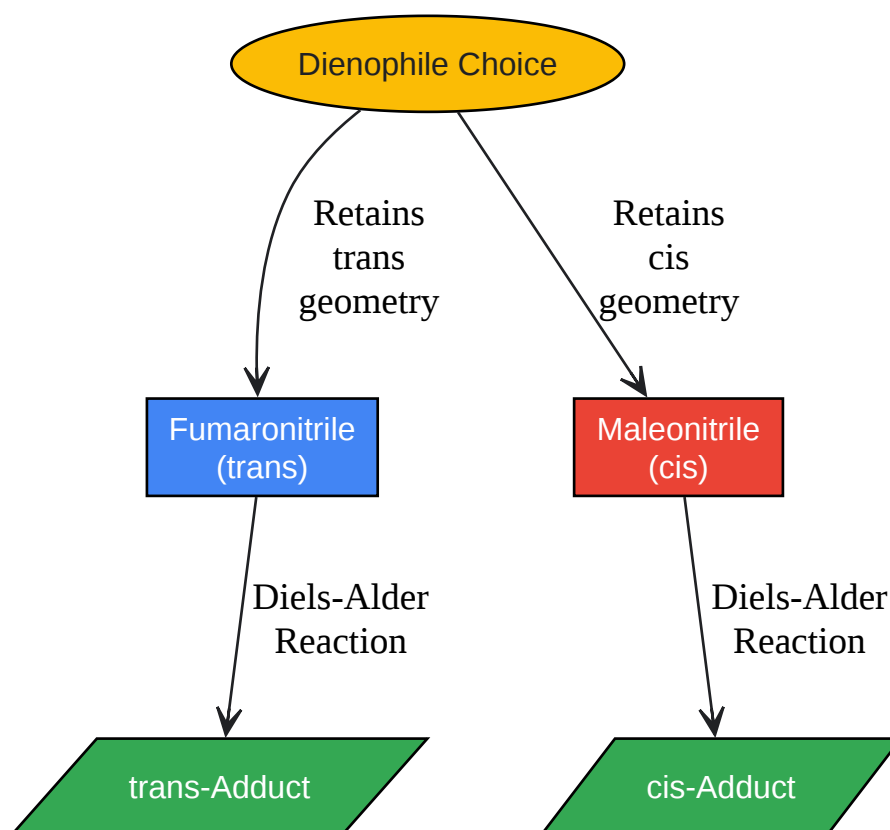 Dienophile Choice
Retains
trans
geometry
Retains
cis
geometry
Fumaronitrile
(trans)
Maleonitrile
(cis)
Diels-Alder
Reaction
Diels-Alder
Reaction
trans-Adduct
cis-Adduct